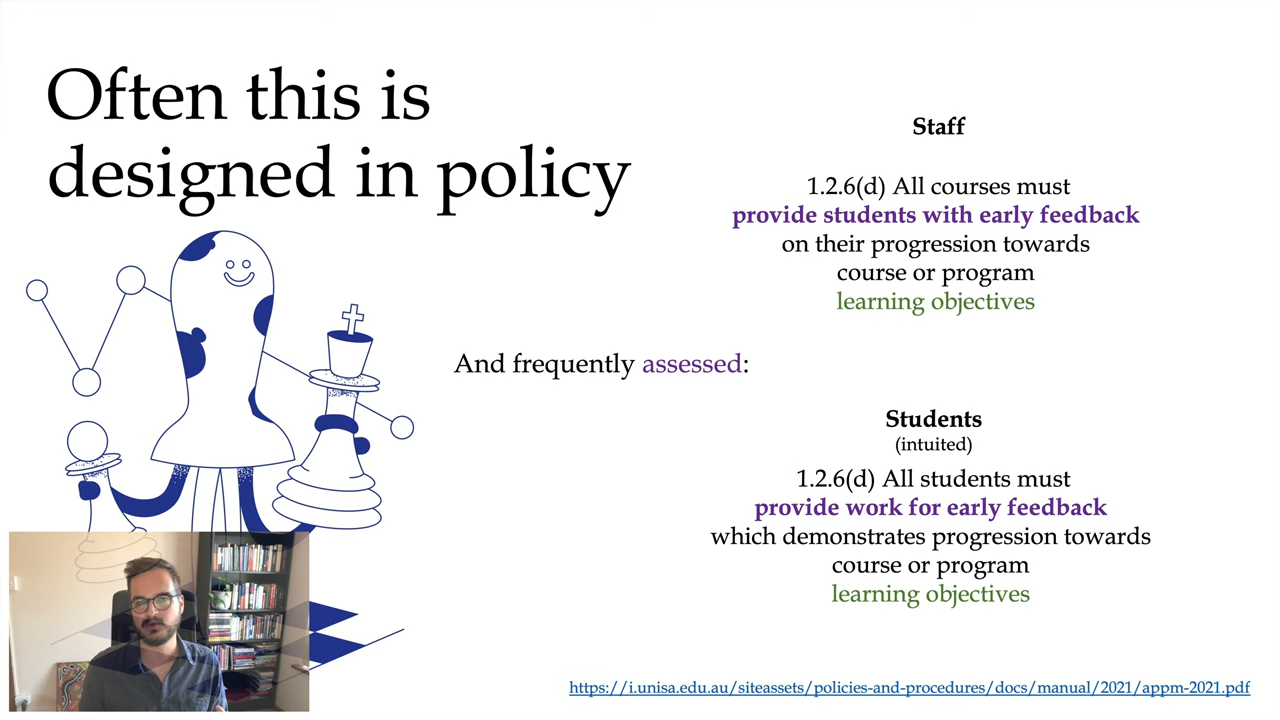 Often this is
designed in policy
Staff
1.2.6(d) All courses must
provide students with early feedback
on their progression towards
course or program
learning objectives
And frequently assessed:
Students
(intuited)
1.2.6(d) All students must
provide work for early feedback
which demonstrates progression towards
course or program
learning objectives
https://i.unisa.edu.au/siteassets/policies-and-procedures/docs/manual/2021/appm-2021.pdf